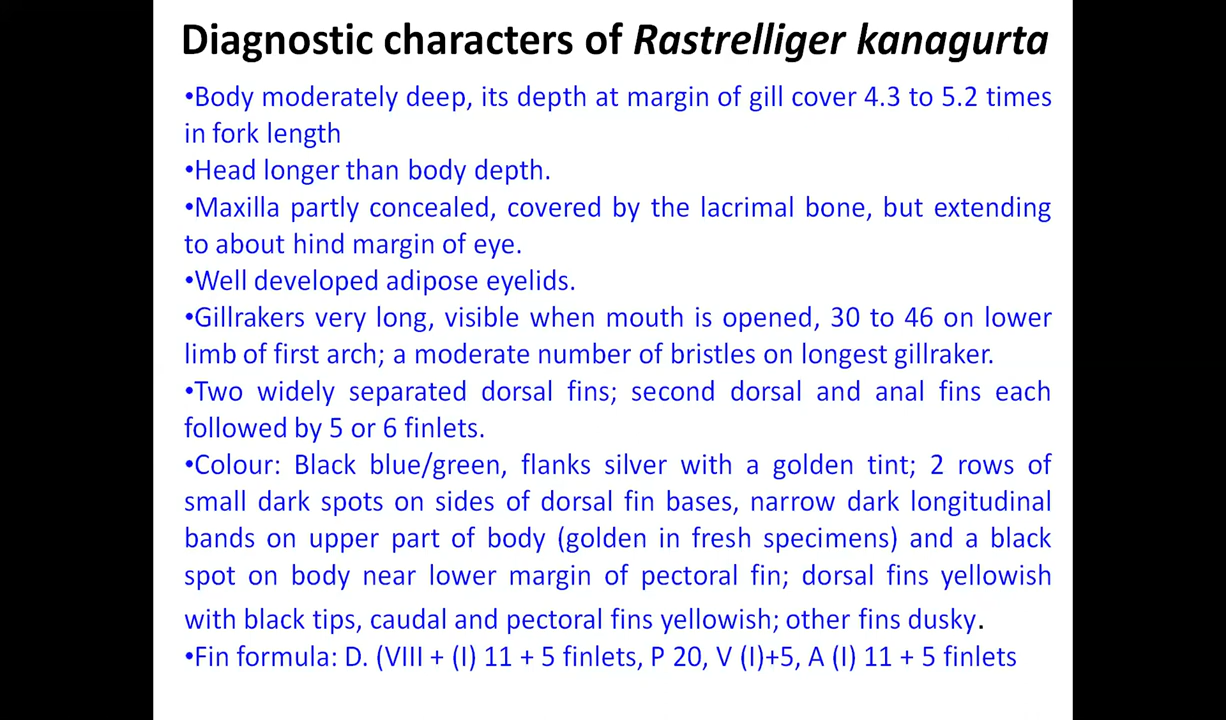 Diagnostic characters of Rastrelliger kanagurta
•Body moderately deep, its depth at margin of gill cover 4.3 to 5.2 times
in fork length
•Head longer than body depth.
•Maxilla partly concealed, covered by the lacrimal bone, but extending
to about hind margin of eye.
•Well developed adipose eyelids.
•Gillrakers very long, visible when mouth is opened, 30 to 46 on lower
limb of first arch; a moderate number of bristles on longest gillraker.
•Two widely separated dorsal fins; second dorsal and anal fins each
followed by 5 or 6 finlets.
•Colour: Black blue/green, flanks silver with a golden tint; 2 rows of
small dark spots on sides of dorsal fin bases, narrow dark longitudinal
bands on upper part of body (golden in fresh specimens) and a black
spot on body near lower margin of pectoral fin; dorsal fins yellowish
with black tips, caudal and pectoral fins yellowish; other fins dusky.
•Fin formula: D. (VIII + (I) 11 + 5 finlets, P 20, V (I)+5, A (I) 11 + 5 finlets